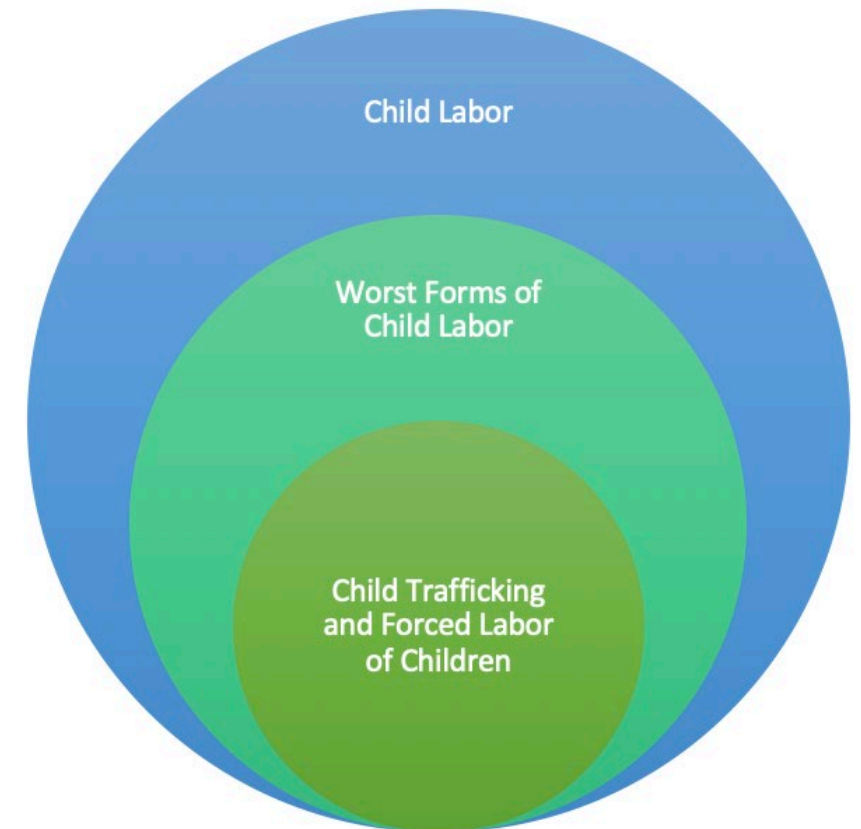 Child Labor
Worst Forms of
Child Labor
Child Trafficking
and Forced Labor
of Children